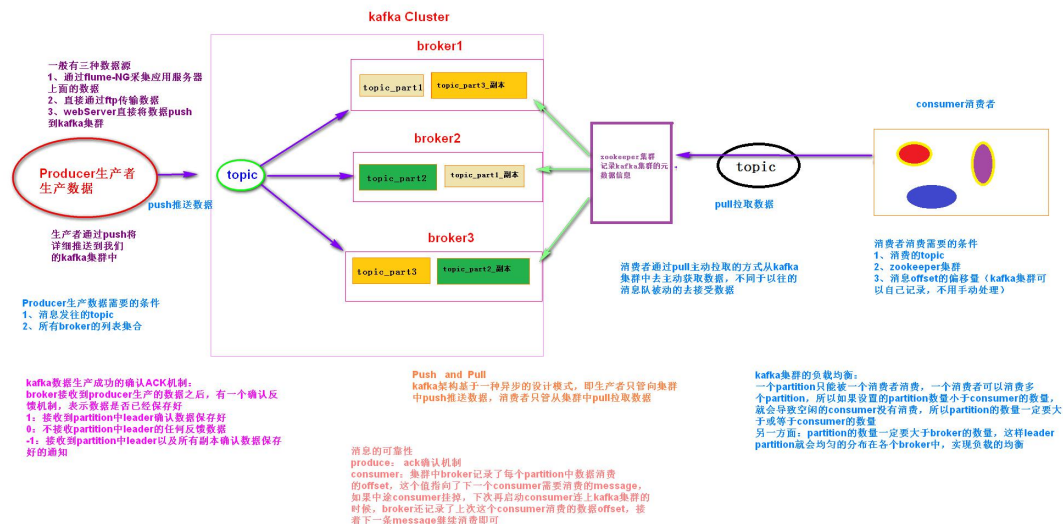 kafka Cluster
一般有三种数据源
1、通过flume-NG采集应用服务器
上面的数据
2、直接通过ftp传输数据
3、webServer直接将数据push
到kafka集群
Producer生产者
生产数据
push推送数据
生产者通过push将
详细推送到我们
的kafka集群中
Producer生产数据需要的条件
1、消息发往的topic
2、所有broker的列表集合
topic
broker1
topic_part1
topic_part3_副本
broker2
topic_part2
topic_part1_副本
broker3
topic_part3
topic_part2_副本
zookeeper集群
记录kafka集群的元
数据信息
topic
pull拉取数据
consumer消费者
消费者通过pull主动拉取的方式从kafka
集群中去主动获取数据，不同于以往的
消息队被动的去接受数据
消费者消费需要的条件
1、消费的topic
2、zookeeper集群
3、消息offset的偏移量（kafka集群可
以自己记录，不用手动处理）
kafka数据生产成功的确认ACK机制：
broker接收到producer生产的数据之后，有一个确认反
馈机制，表示数据是否已经保存好
1：接收到partition中leader确认数据保存好
0：不接收partition中leader的任何反馈数据
-1：接收到partition中leader以及所有副本确认数据保存
好的通知
Push and Pull
kafka架构基于一种异步的设计模式，即生产者只管向集群
中push推送数据，消费者只管从集群中pull拉取数据
消息的可靠性
produce： ack确认机制
consumer：集群中broker记录了每个partition中数据消费
的offset，这个值指向了下一个consumer需要消费的message，
如果中途consumer挂掉，下次再启动consumer连上kafka集群的
时候，broker还记录了上次这个consumer消费的数据offset，接
着下一条message继续消费即可
kafka集群的负载均衡：
一个partition只能被一个消费者消费，一个消费者可以消费多
个partition，所以如果设置的partition数量小于consumer的数量，
就会导致空闲的consumer没有消费，所以partition的数量一定要大
于或等于consumer的数量
另一方面：partition的数量一定要大于broker的数量，这样leader
partition就会均匀的分布在各个broker中，实现负载的均衡